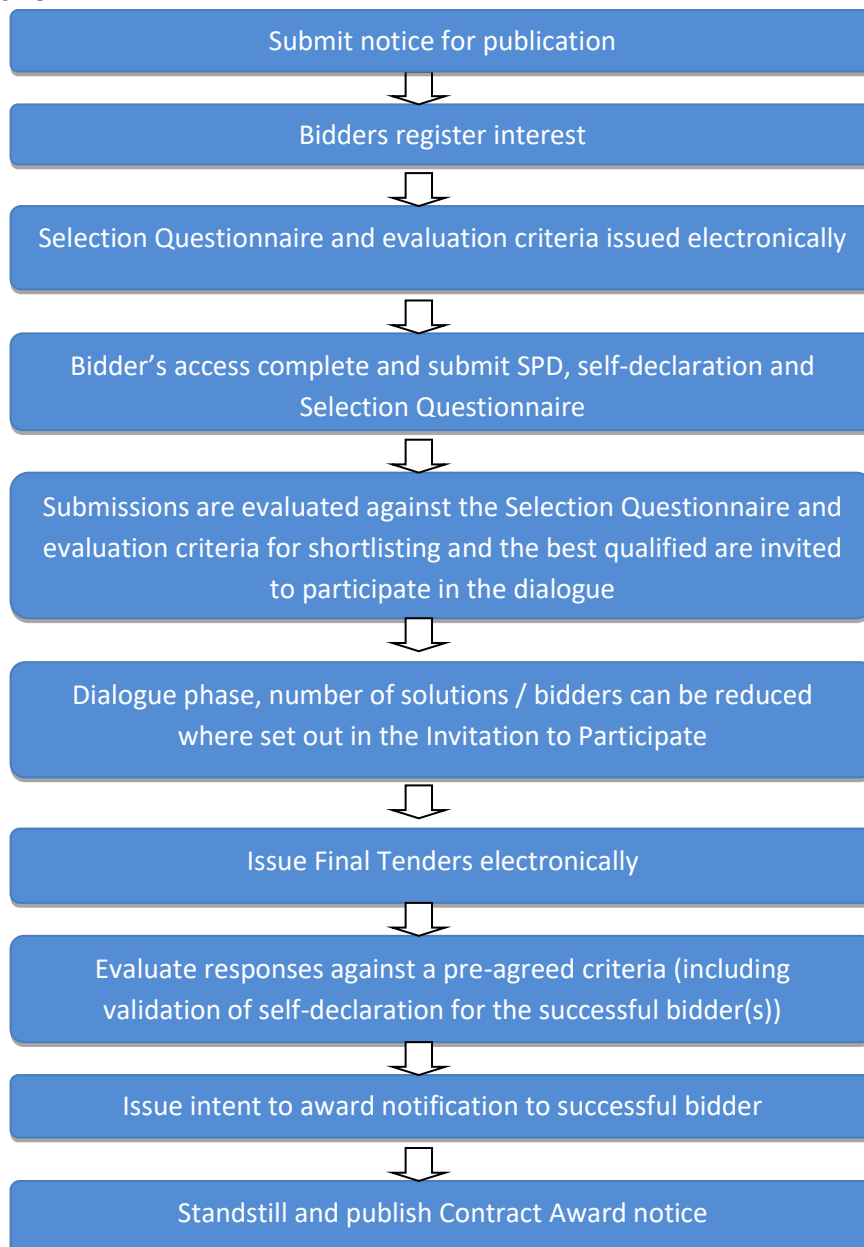 Submit notice for publication
Bidders register interest
Selection Questionnaire and evaluation criteria issued electronically
Bidder’s access complete and submit SPD, self-declaration and
Selection Questionnaire
Submissions are evaluated against the Selection Questionnaire and
evaluation criteria for shortlisting and the best qualified are invited
to participate in the dialogue
Dialogue phase, number of solutions / bidders can be reduced
where set out in the Invitation to Participate
Issue Final Tenders electronically
Evaluate responses against a pre-agreed criteria (including
validation of self-declaration for the successful bidder(s))
Issue intent to award notification to successful bidder
Standstill and publish Contract Award notice